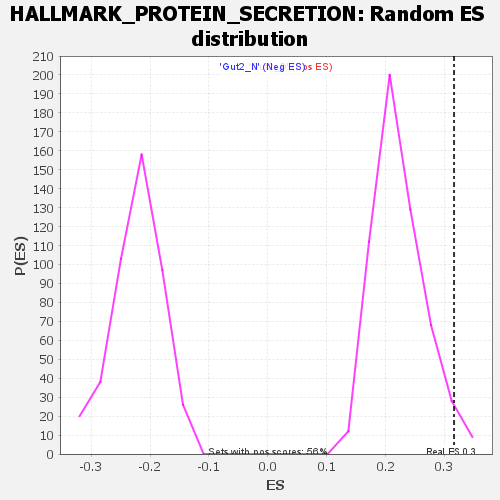 HALLMARK_PROTEIN_SECRETION: Random ES
distribution
'Gut2_N' (Neg ES) os ES)
210
200
190
180
170
160
150
140
130
120
110
100
90
80
70
60
50
40
30
20
10
0
P(ES)
Sets with pos scores: 56%
Real ES 0.3
-0.3 -0.2 -0.1 0.0 0.1 0.2 0.3
ES